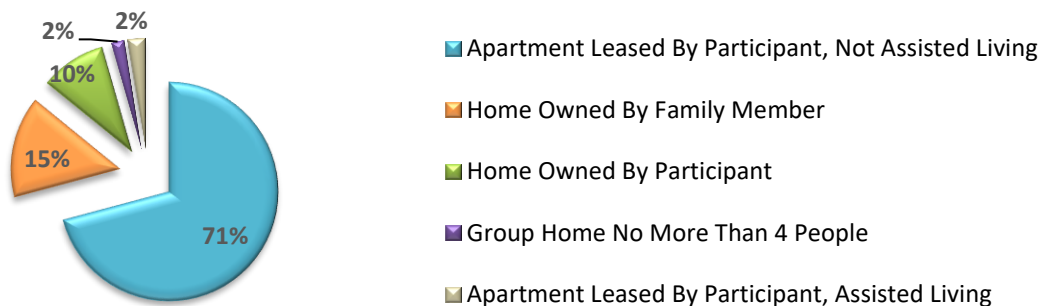 2%
2%
10%
15%
71%
Apartment Leased By Participant, Not Assisted Living
Home Owned By Family Member
Home Owned By Participant
Group Home No More Than 4 People
Apartment Leased By Participant, Assisted Living